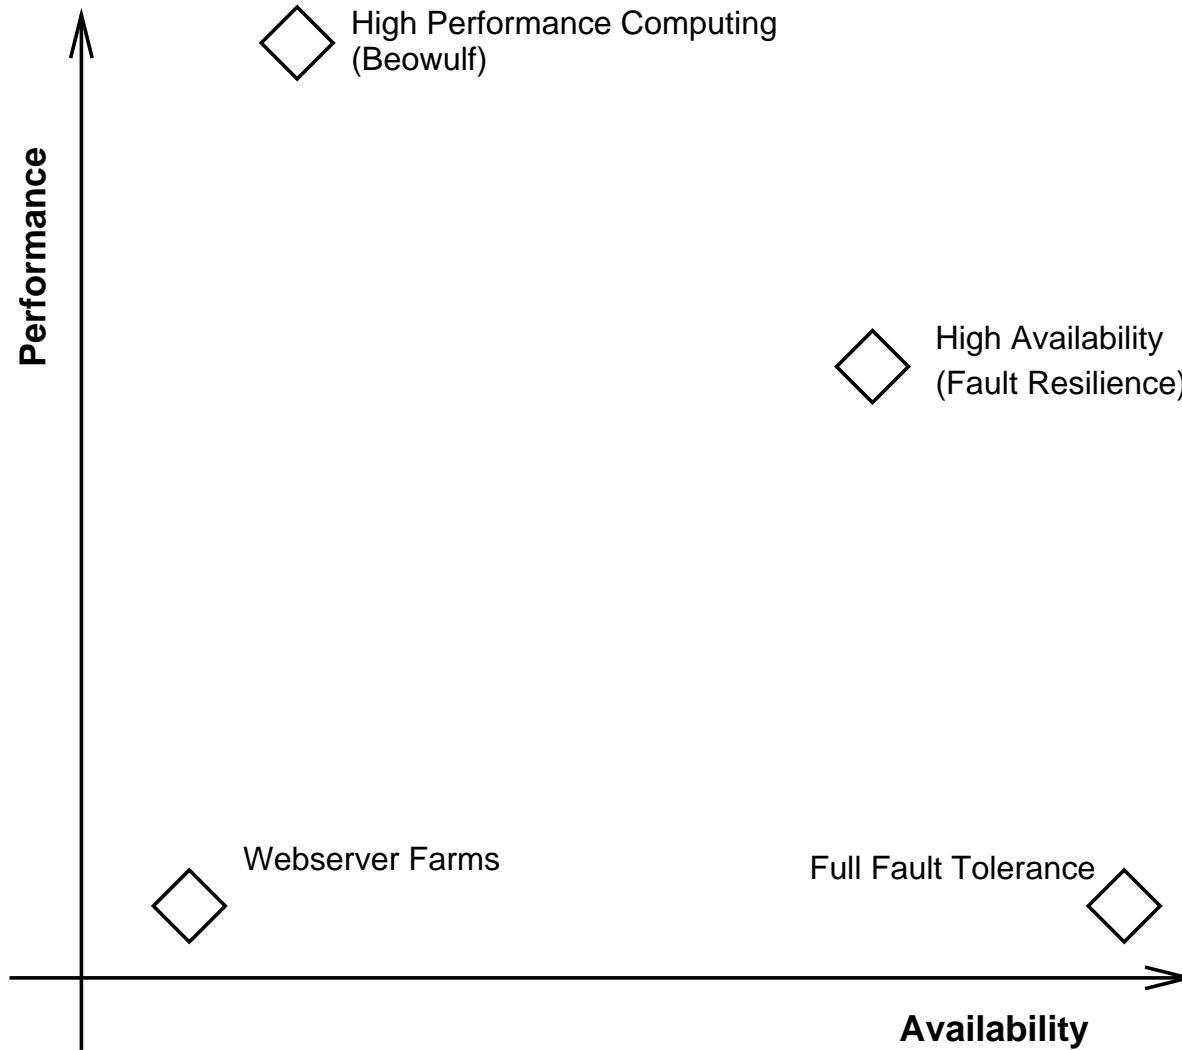 High Performance Computing
(Beowulf)
Performance
High Availability
(Fault Resilience)
Webserver Farms
Full Fault Tolerance
Availability